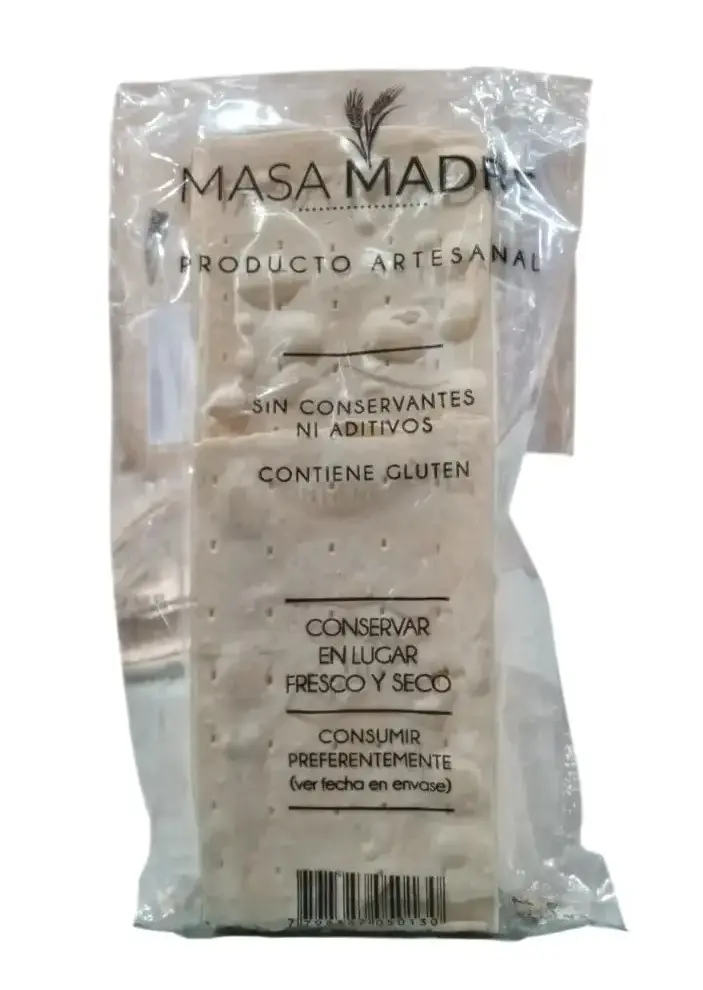 MASA MADRE
PRODUCTO ARTESANAL
SIN CONSERVANTES
NI ADITIVOS
CONTIENE GLUTEN
CONSERVAR
EN LUGAR
FRESCO Y SECO
CONSUMIR
PREFERENTEMENTE
(ver fecha en envase)